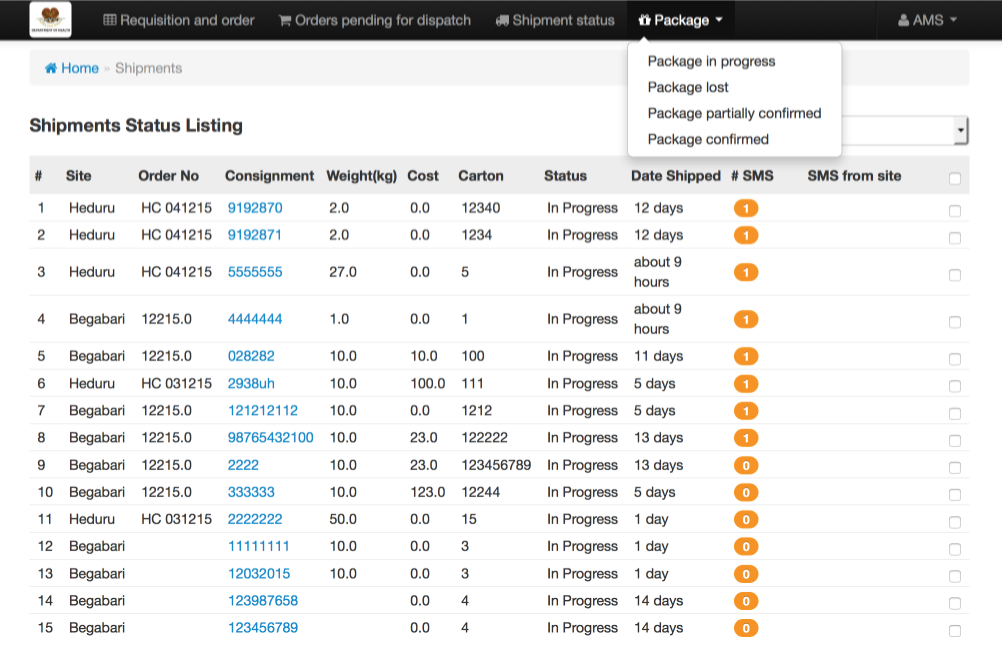 DEPARTMENT OF HEALTH
Requisition and order Orders pending for dispatch Shipment status Package AMS
Package in progress
Package lost
Package partially confirmed
Package confirmed
Home » Shipments
Shipments Status Listing
# Site Order No Consignment Weight(kg) Cost Carton Status Date Shipped # SMS SMS from site
1 Heduru HC 041215 9192870 2.0 0.0 12340 In Progress 12 days 1
2 Heduru HC 041215 9192871 2.0 0.0 1234 In Progress 12 days 1
3 Heduru HC 041215 5555555 27.0 0.0 5 In Progress about 9 hours 1
4 Begabari 12215.0 4444444 1.0 0.0 1 In Progress about 9 hours 1
5 Begabari 12215.0 028282 10.0 10.0 100 In Progress 11 days 1
6 Heduru HC 031215 2938uh 10.0 100.0 111 In Progress 5 days 1
7 Begabari 12215.0 121212112 10.0 0.0 1212 In Progress 5 days 1
8 Begabari 12215.0 98765432100 10.0 23.0 122222 In Progress 13 days 1
9 Begabari 12215.0 2222 10.0 23.0 123456789 In Progress 13 days 0
10 Begabari 12215.0 333333 10.0 123.0 12244 In Progress 5 days 0
11 Heduru HC 031215 2222222 50.0 0.0 15 In Progress 1 day 0
12 Begabari 11111111 10.0 0.0 3 In Progress 1 day 0
13 Begabari 12032015 10.0 0.0 3 In Progress 1 day 0
14 Begabari 123987658 0.0 4 In Progress 14 days 0
15 Begabari 123456789 0.0 4 In Progress 14 days 0